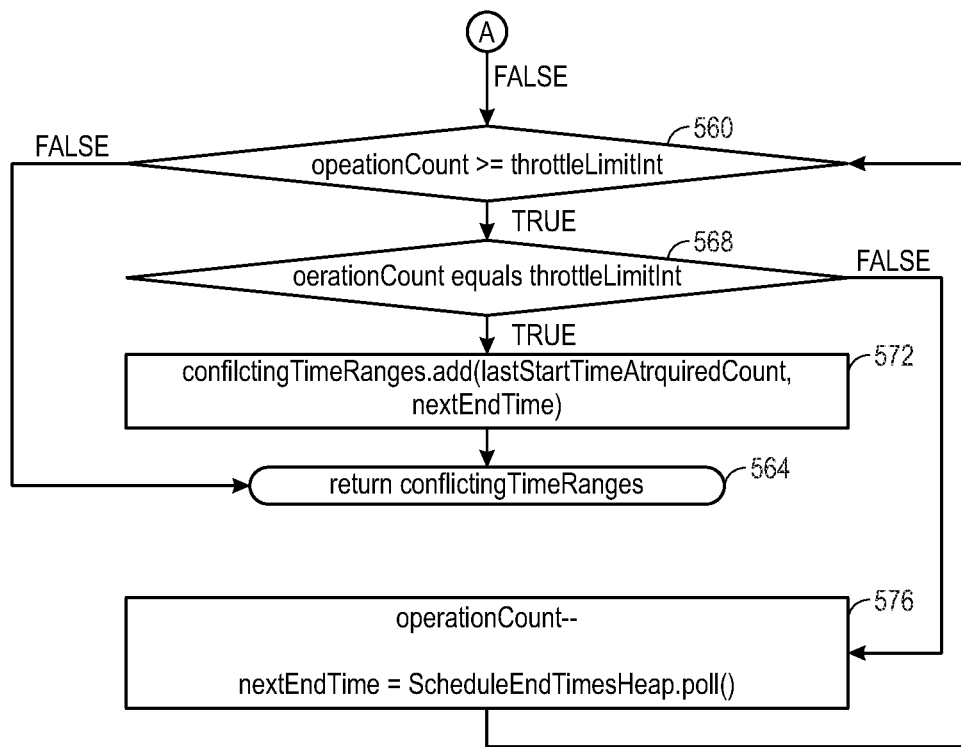 A
FALSE
560
FALSE
opeationCount >= throttleLimitInt
TRUE
568
oerationCount equals throttleLimitInt
FALSE
TRUE
572
confilctingTimeRanges.add(lastStartTimeAtrquiredCount,
nextEndTime)
564
return conflictingTimeRanges
576
operationCount--
nextEndTime = ScheduleEndTimesHeap.poll()